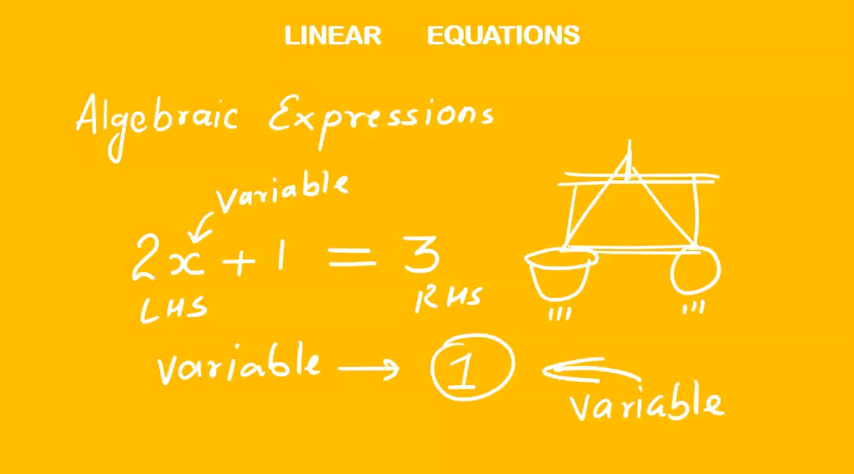 LINEAR EQUATIONS
Algebraic Expressions
variable
2x + 1 = 3
LHS RHS
variable → 1
variable